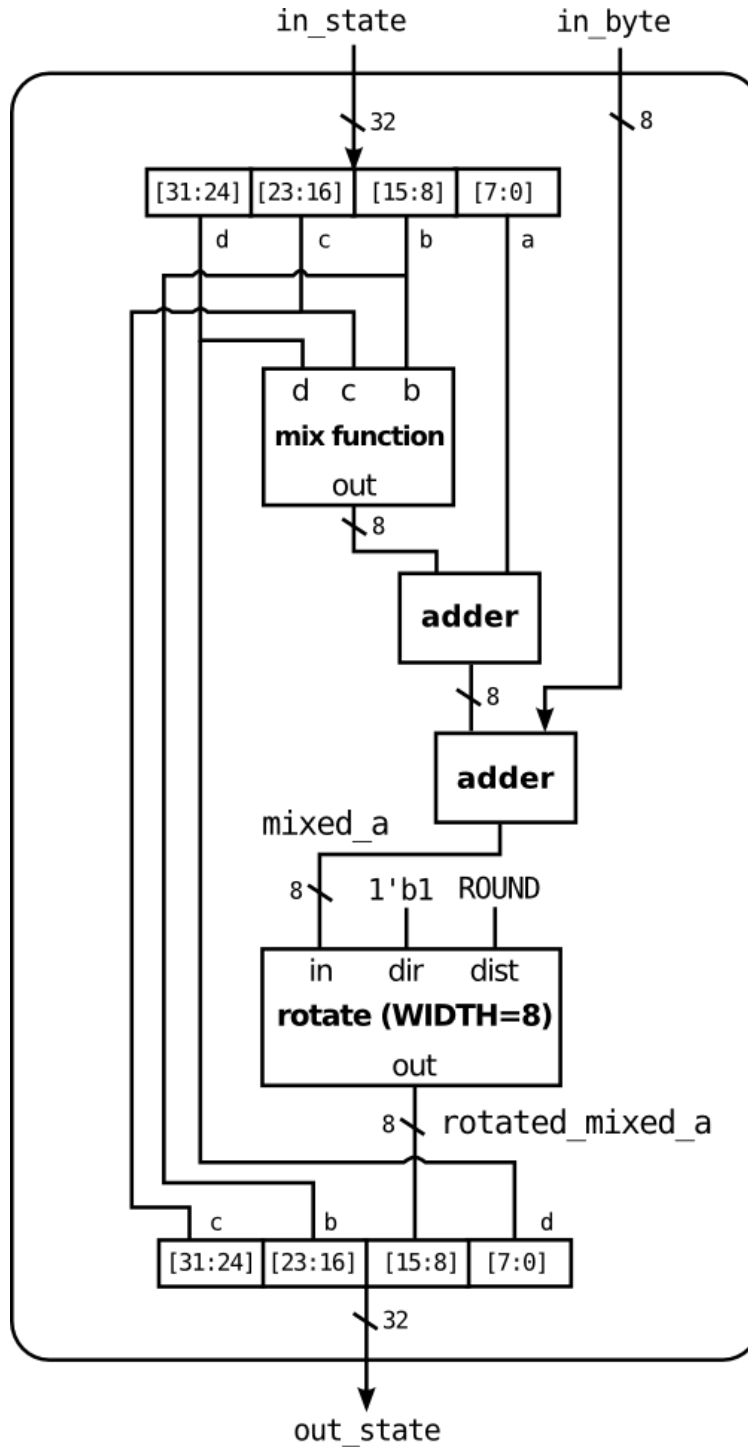 in_state in_byte
32 8
[31:24] [23:16] [15:8] [7:0]
d c b a
d c b
mix function
out
8
adder
8
adder
mixed_a
8 1'b1 ROUND
in dir dist
rotate (WIDTH=8)
out
8 rotated_mixed_a
c b d
[31:24] [23:16] [15:8] [7:0]
32
out_state